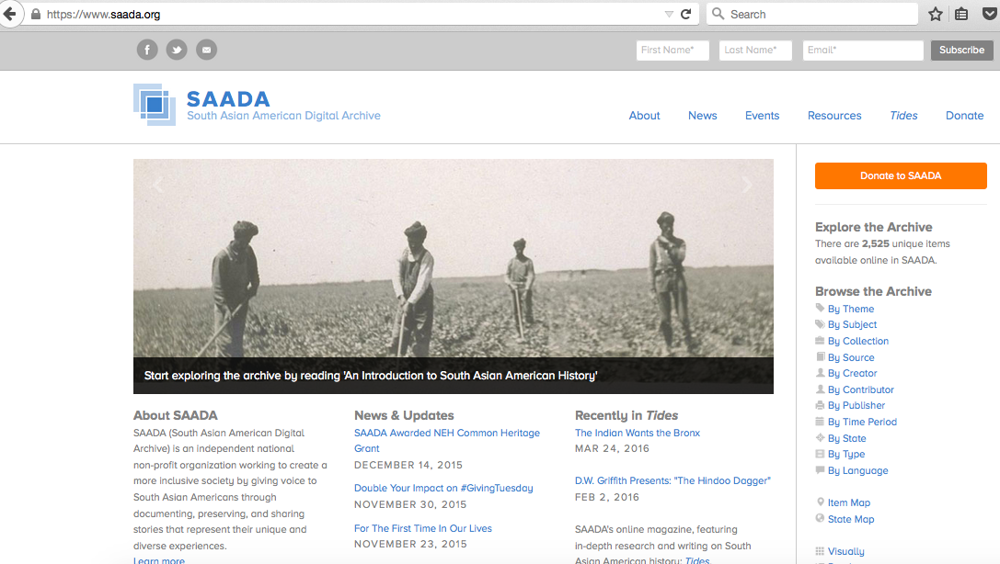 https://www.saada.org
Search
First Name*
Last Name*
Email*
Subscribe
SAADA
South Asian American Digital Archive
About
News
Events
Resources
Tides
Donate
Start exploring the archive by reading 'An Introduction to South Asian American History'
About SAADA
SAADA (South Asian American Digital
Archive) is an independent national
non-profit organization working to create a
more inclusive society by giving voice to
South Asian Americans through
documenting, preserving, and sharing
stories that represent their unique and
diverse experiences.
Learn more
News & Updates
SAADA Awarded NEH Common Heritage
Grant
DECEMBER 14, 2015
Double Your Impact on #GivingTuesday
NOVEMBER 30, 2015
For The First Time In Our Lives
NOVEMBER 23, 2015
Recently in Tides
The Indian Wants the Bronx
MAR 24, 2016
D.W. Griffith Presents: "The Hindoo Dagger"
FEB 2, 2016
SAADA's online magazine, featuring
in-depth research and writing on South
Asian American history: Tides.
Donate to SAADA
Explore the Archive
There are 2,525 unique items
available online in SAADA.
Browse the Archive
By Theme
By Subject
By Collection
By Source
By Creator
By Contributor
By Publisher
By Time Period
By State
By Type
By Language
Item Map
State Map
Visually